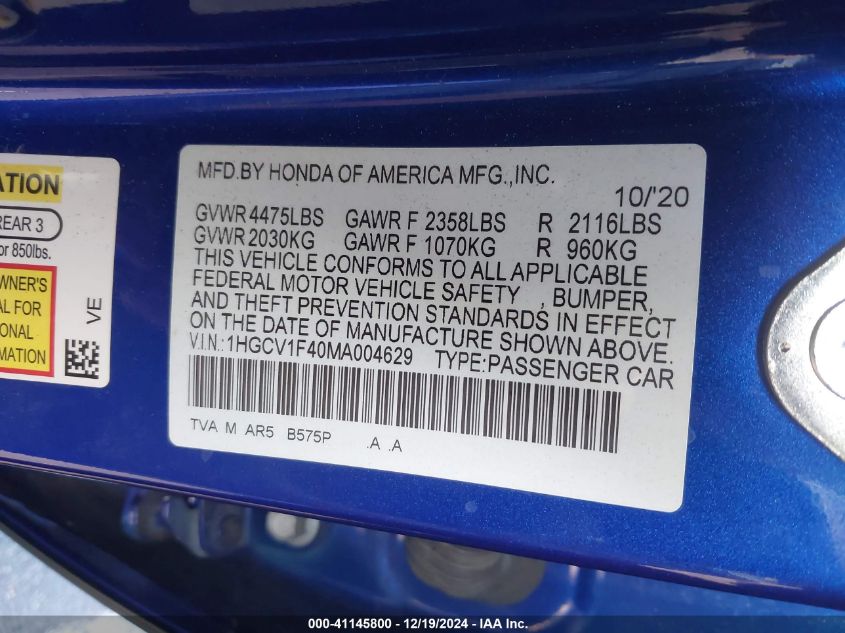 ATION
REAR 3
or 850lbs.
WNER'S
AL FOR
IONAL
RMATION
VE
MFD.BY HONDA OF AMERICA MFG.,INC.
10/'20
GVWR 4475LBS GAWR F 2358LBS R 2116LBS
GVWR 2030KG GAWR F 1070KG R 960KG
THIS VEHICLE CONFORMS TO ALL APPLICABLE
FEDERAL MOTOR VEHICLE SAFETY , BUMPER,
AND THEFT PREVENTION STANDARDS IN EFFECT
ON THE DATE OF MANUFACTURE SHOWN ABOVE.
V.I.N.:1HGCV1F40MA004629 TYPE:PASSENGER CAR
TVA M AR5 B575P .A .A
000-41145800 - 12/19/2024 - IAA Inc.